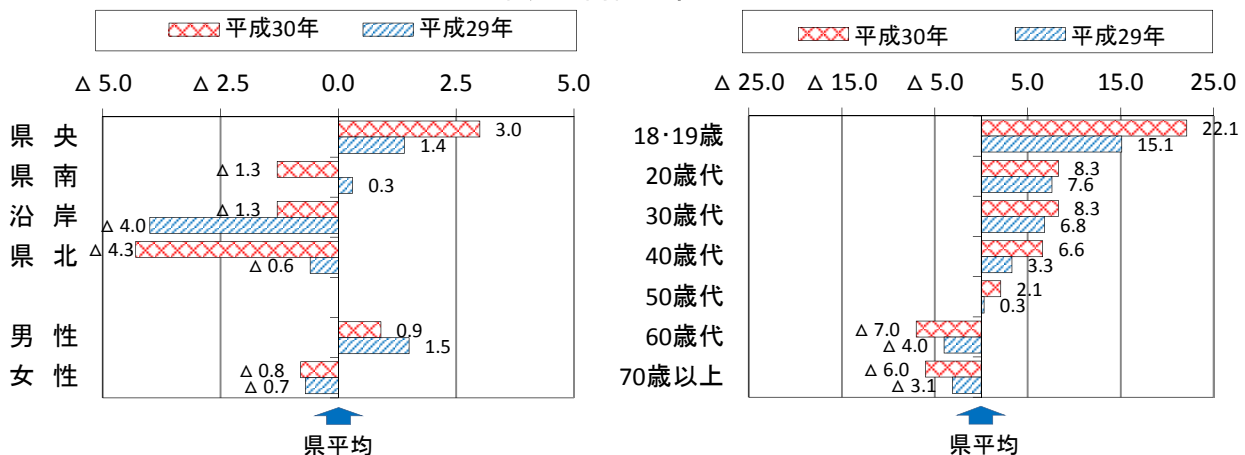 平成30年 平成29年
△ 5.0 △ 2.5 0.0 2.5 5.0
県 央 3.0
1.4
県 南 △ 1.3
0.3
沿 岸 △ 1.3
△ 4.0
県 北 △ 4.3
△ 0.6
男 性 0.9
1.5
女 性 △ 0.8
△ 0.7
県平均
平成30年 平成29年
△ 25.0 △ 15.0 △ 5.0 5.0 15.0 25.0
18･19歳 22.1
15.1
20歳代 8.3
7.6
30歳代 8.3
6.8
40歳代 6.6
3.3
50歳代 2.1
0.3
60歳代 △ 7.0
△ 4.0
70歳以上 △ 6.0
△ 3.1
県平均